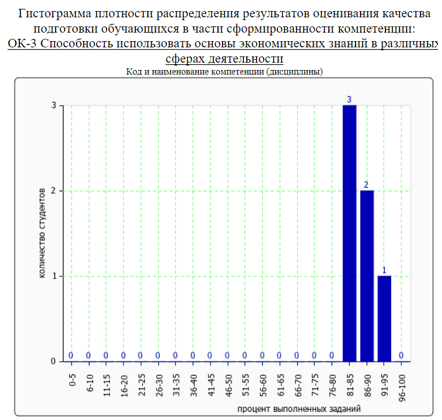 Гистограмма плотности распределения результатов оценивания качества
подготовки обучающихся в части сформированности компетенции:
ОК-3 Способность использовать основы экономических знаний в различных
сферах деятельности
Код и наименование компетенции (дисциплины)
3
2
1
0
количество студентов
0 0 0 0 0 0 0 0 0 0 0 0 0 0 0 0 3 2 1 0
0-5 6-10 11-15 16-20 21-25 26-30 31-35 36-40 41-45 46-50 51-55 56-60 61-65 66-70 71-75 76-80 81-85 86-90 91-95 96-100
процент выполненных заданий